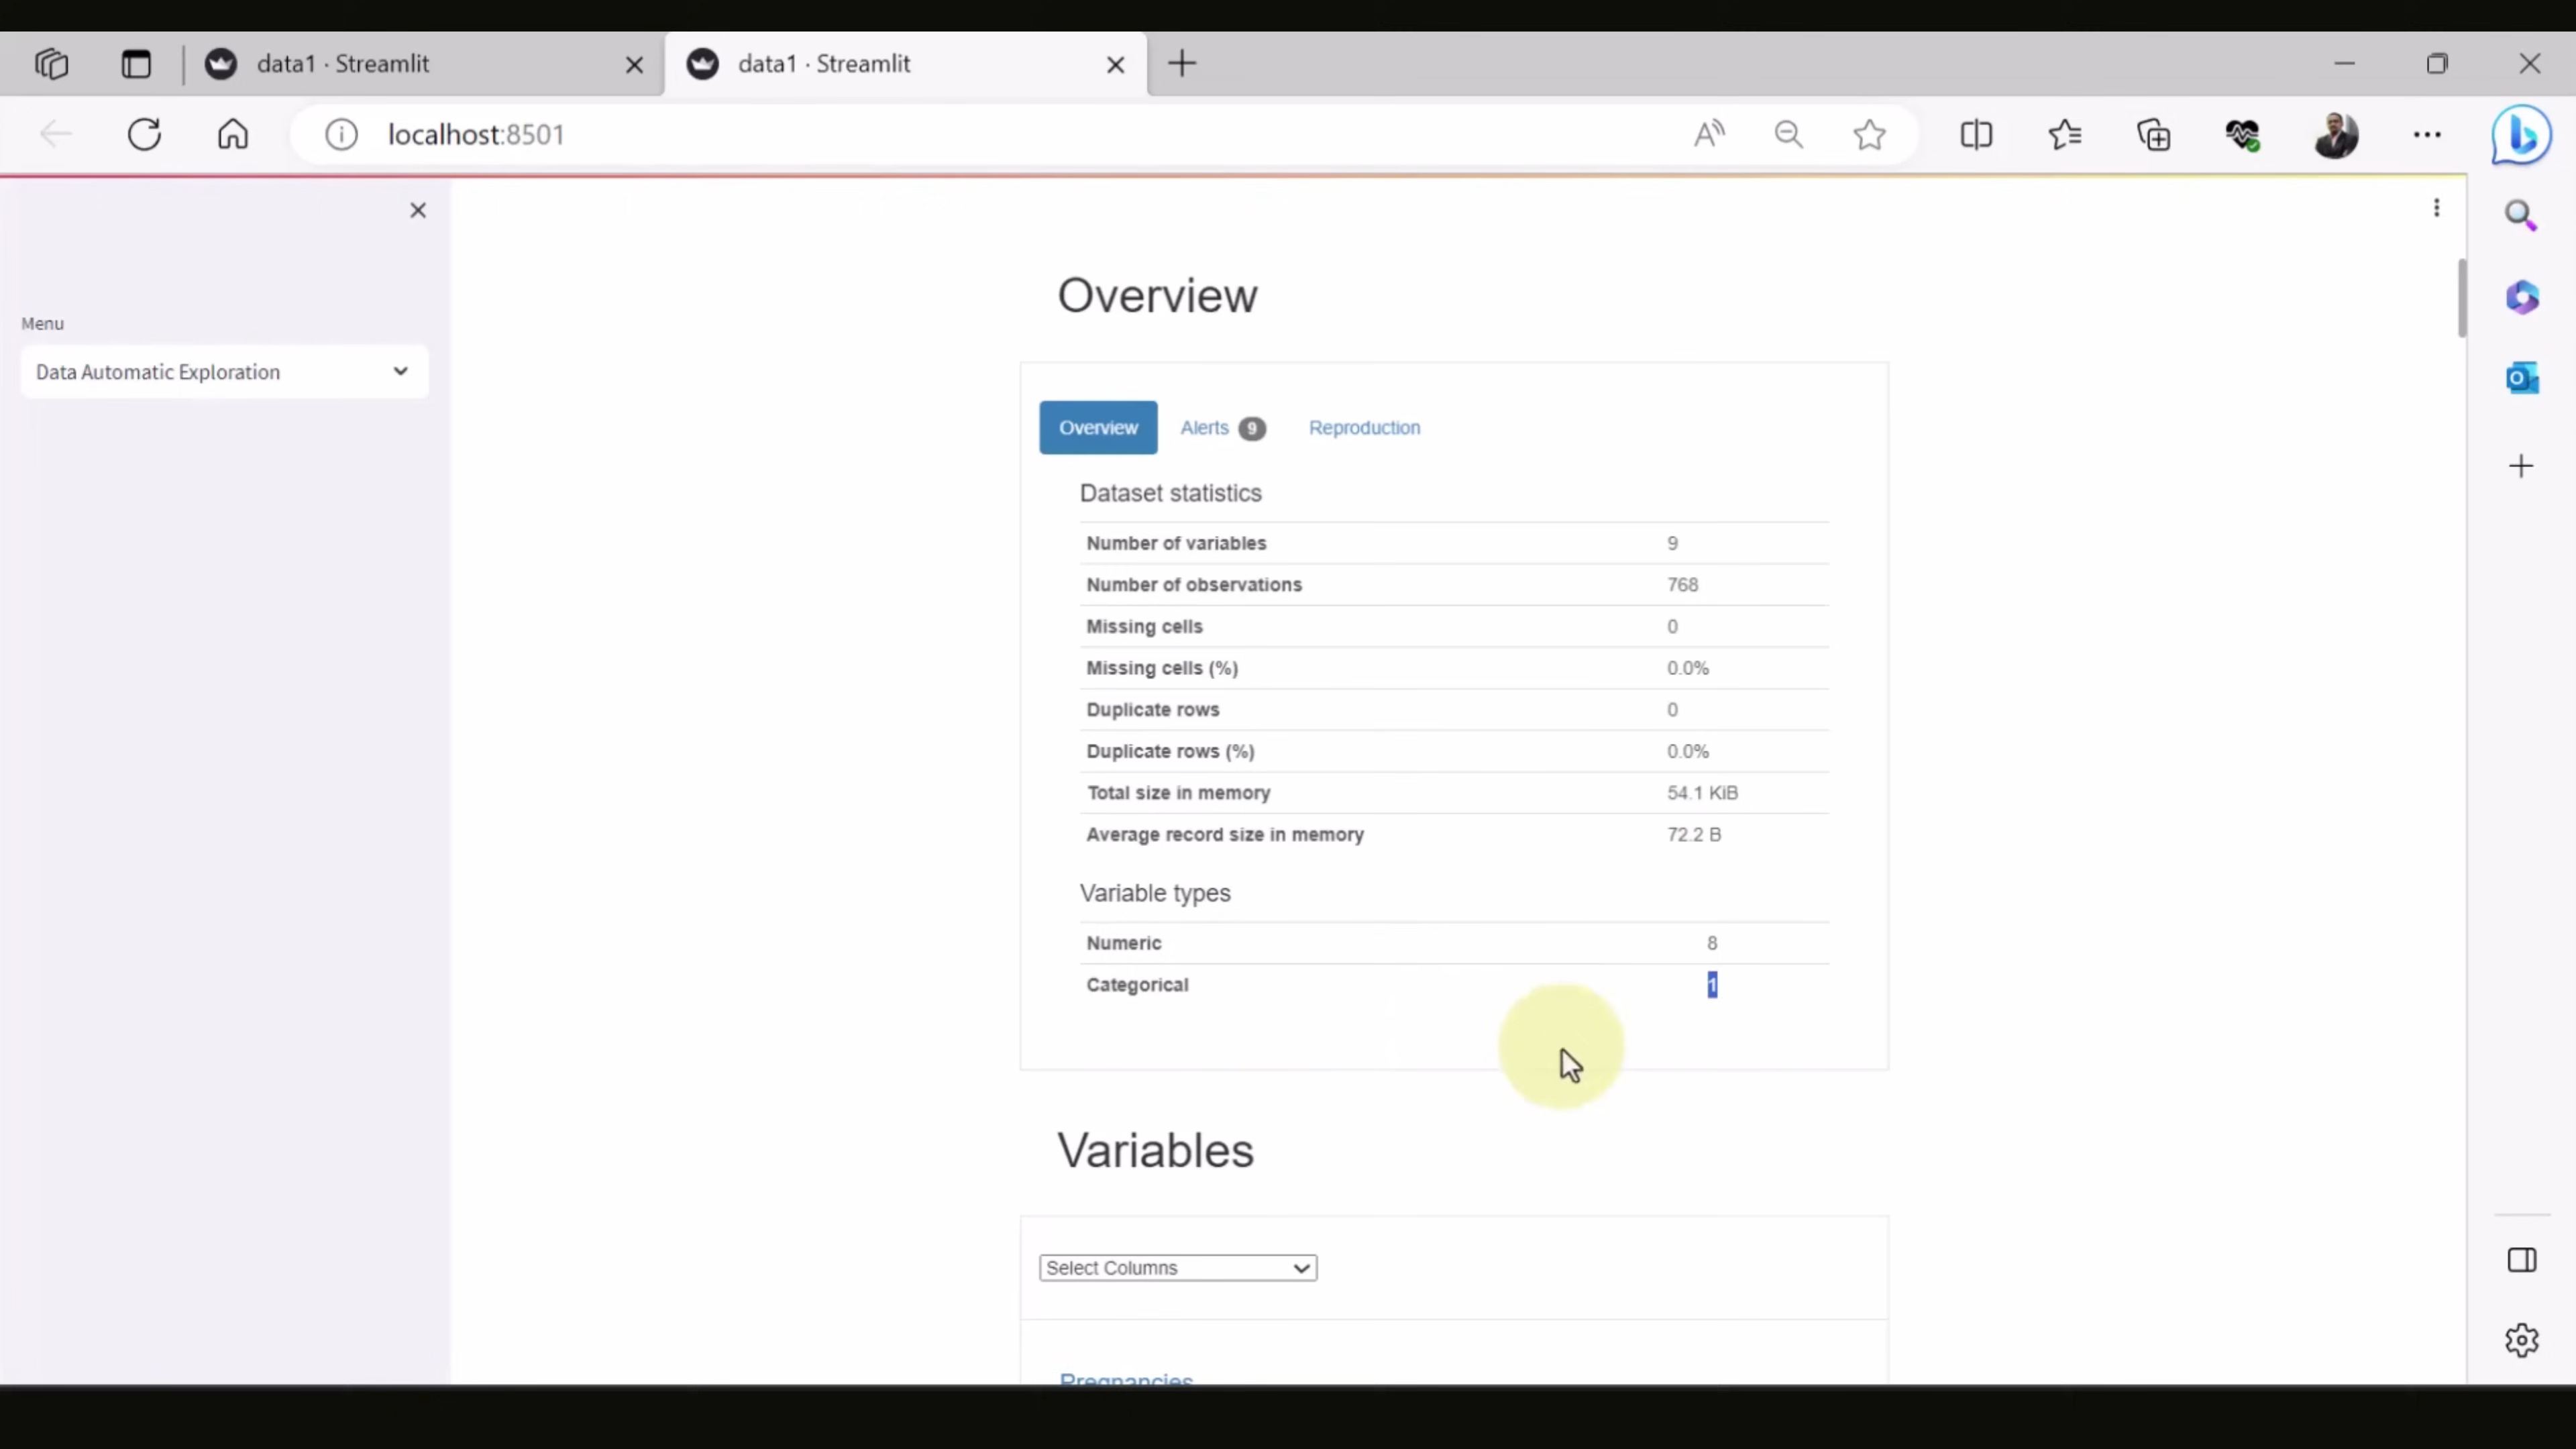 data1 · Streamlit
data1 · Streamlit
localhost:8501
Menu
Data Automatic Exploration
Overview
Overview Alerts 9 Reproduction
Dataset statistics
Number of variables 9
Number of observations 768
Missing cells 0
Missing cells (%) 0.0%
Duplicate rows 0
Duplicate rows (%) 0.0%
Total size in memory 54.1 KiB
Average record size in memory 72.2 B
Variable types
Numeric 8
Categorical 1
Variables
Select Columns
Pregnancies